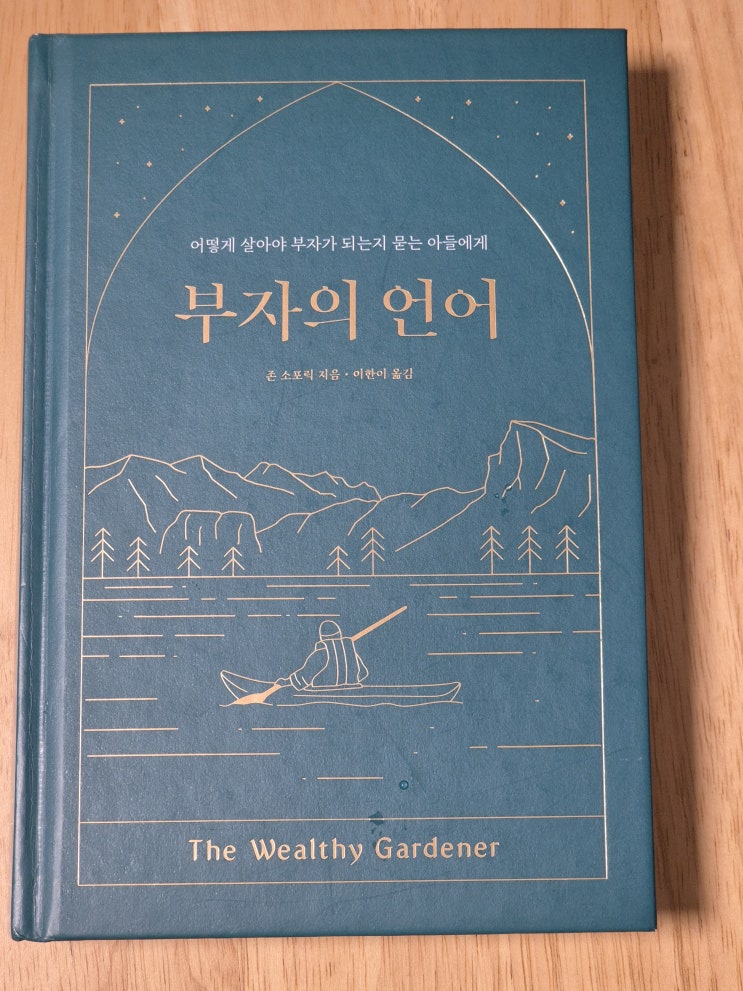 어떻게 살아야 부자가 되는지 묻는 아들에게
부자의 언어
존 소포릭 지음 · 이한이 옮김
The Wealthy Gardener